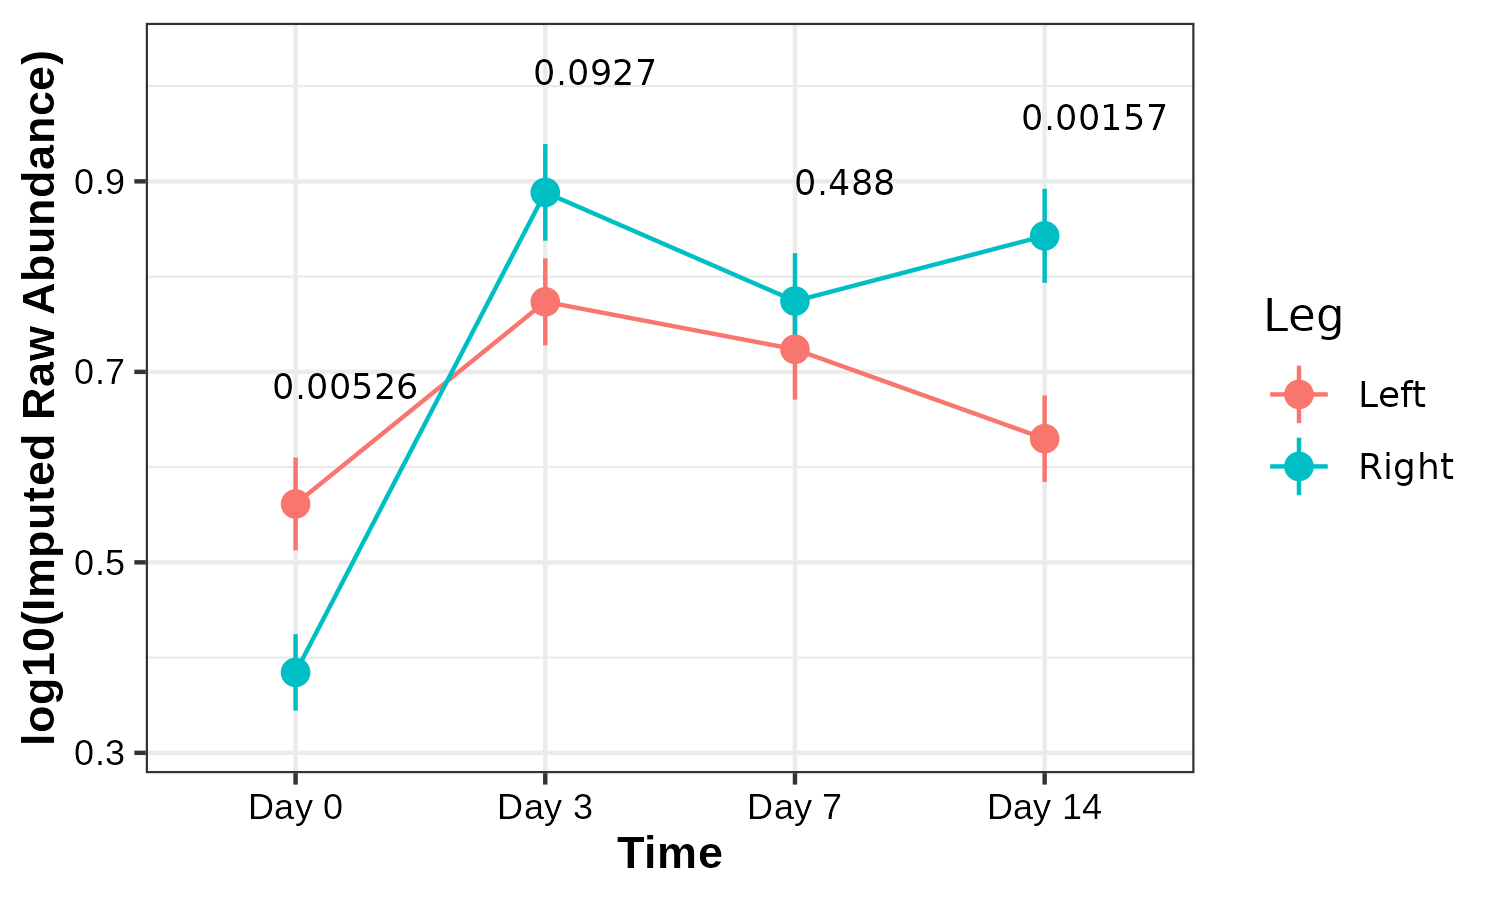 log10(Imputed Raw Abundance)
0.9
0.7
0.5
0.3
0.00526
0.0927
0.488
0.00157
Day 0
Day 3
Day 7
Day 14
Time
Leg
Left
Right